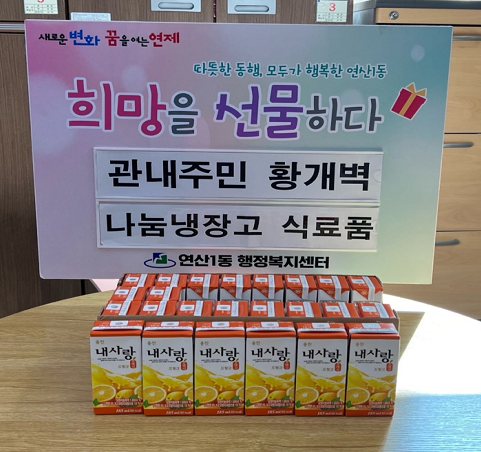 새로운 변화 꿈을 여는 연제
따뜻한 동행, 모두가 행복한 연산1동
희망을 선물하다
관내주민 황개벽
나눔냉장고 식료품
연산1동 행정복지센터
3
내사랑
내사랑
내사랑
내사랑
내사랑
내사랑